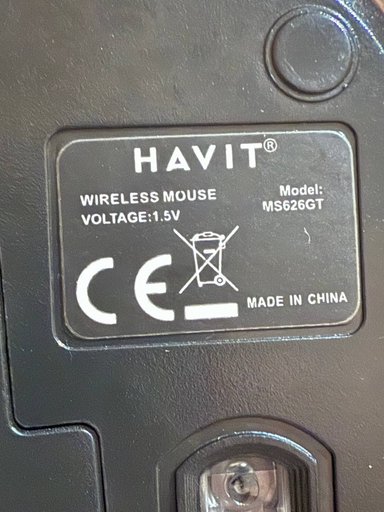 HAVIT®
WIRELESS MOUSE Model:
VOLTAGE:1.5V MS626GT
CE
MADE IN CHINA